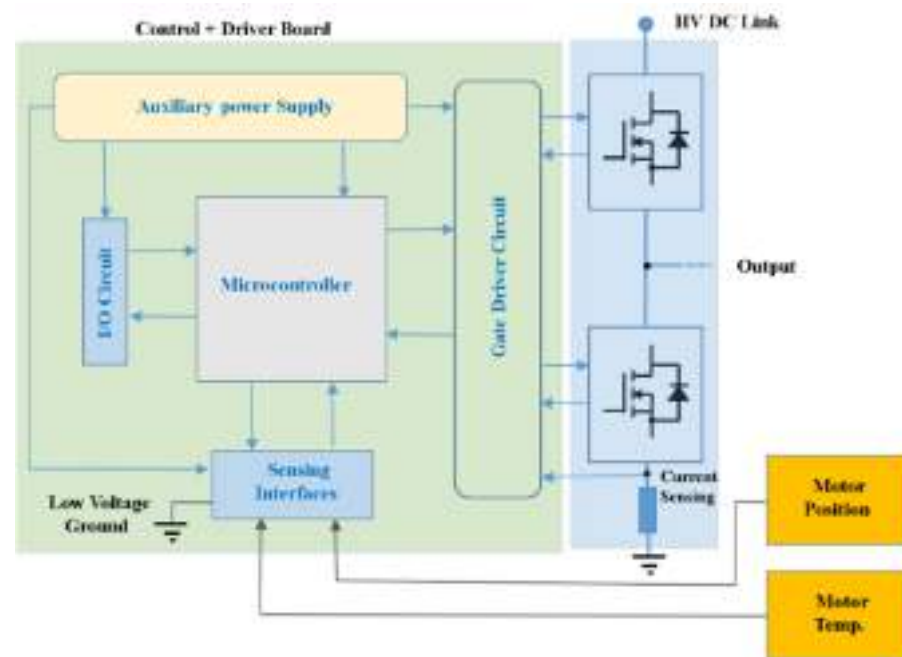 Control + Driver Board
HV DC Link
Auxiliary power Supply
I/O Circuit
Microcontroller
Gate Driver Circuit
Output
Sensing
Interfaces
Low Voltage
Ground
Current
Sensing
Motor
Position
Motor
Temp.